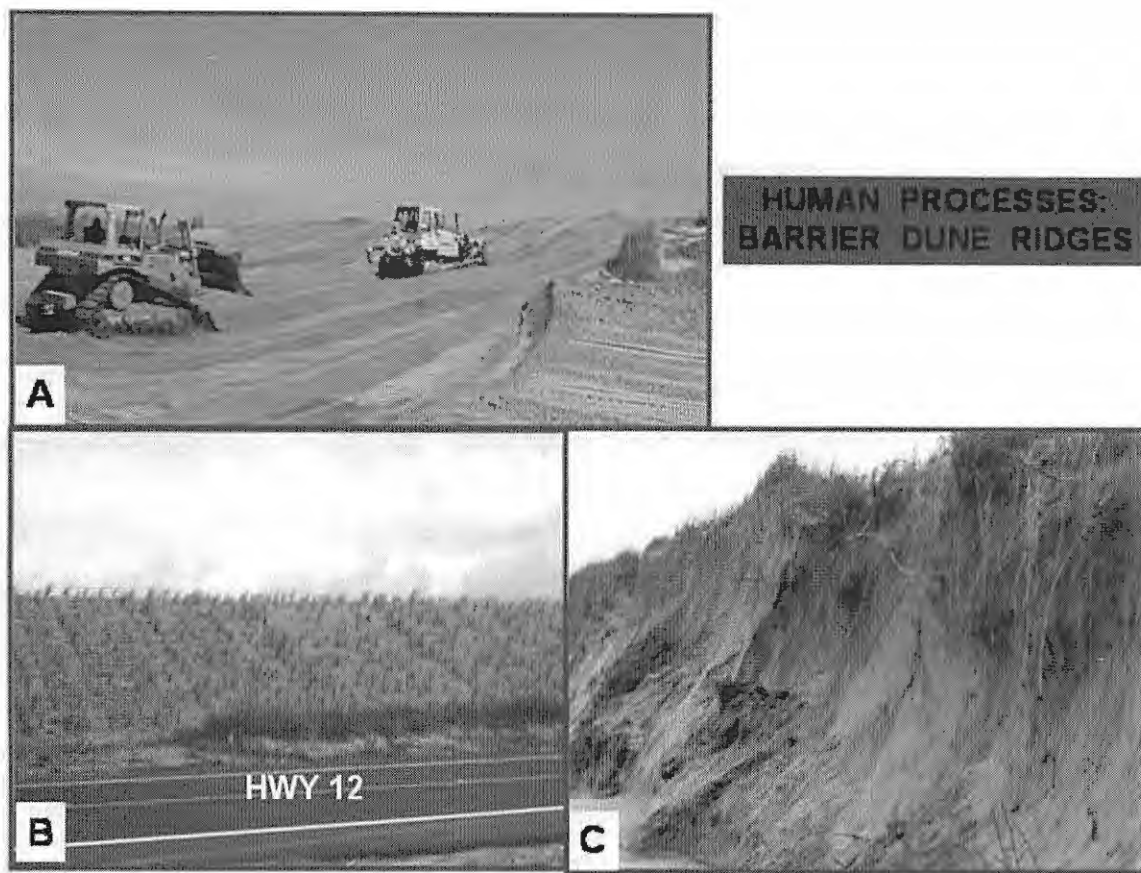 HUMAN PROCESSES:
BARRIER DUNE RIDGES
A
HWY 12
B
C